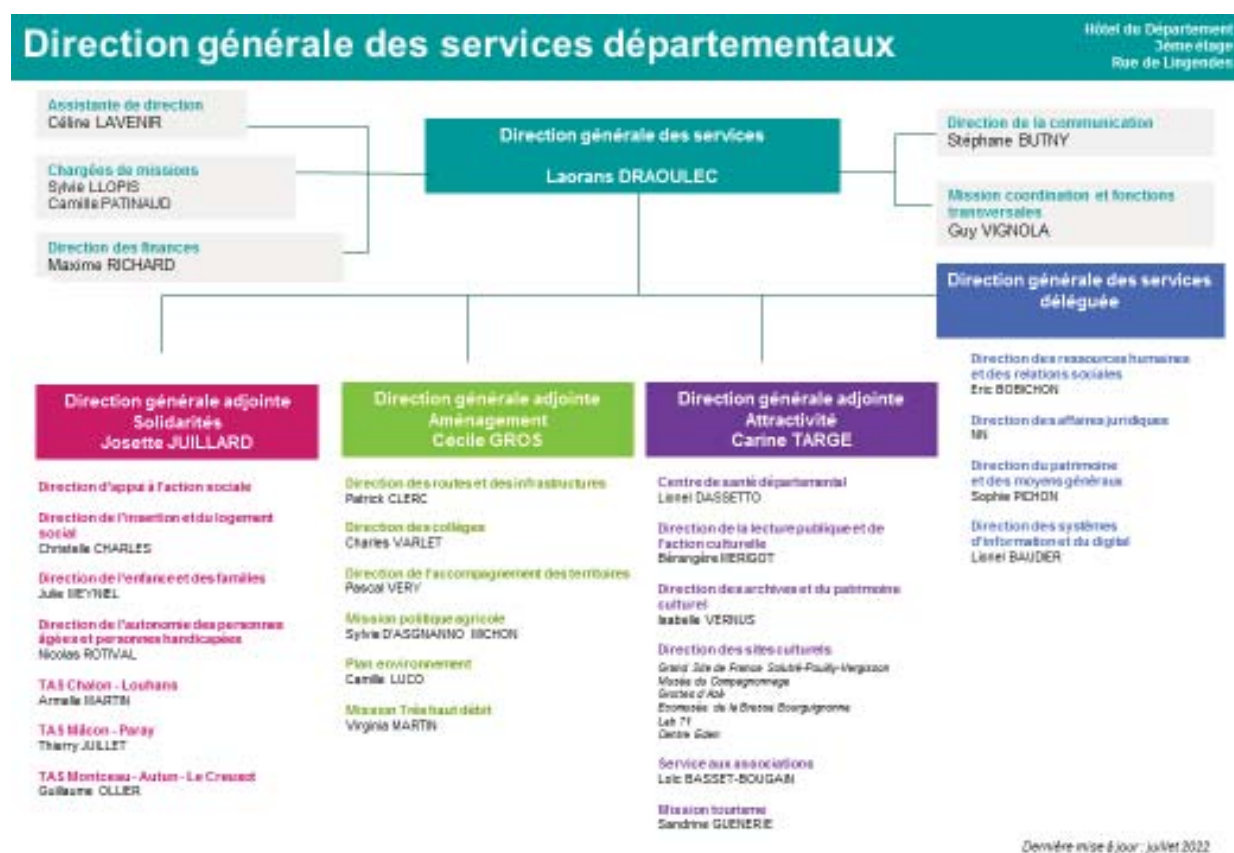 Direction générale des services départementaux
Hôtel du Département
3ème étage
Rue de Lingendes
Assistante de direction
Céline LAVENIR
Chargées de missions
Sylvie LLOPIS
Camille PATINAUD
Direction des finances
Maxime RICHARD
Direction générale des services
Laorans DRAOULEC
Direction de la communication
Stéphane BUTNY
Mission coordination et fonctions
transversales
Guy VIGNOLA
Direction générale des services
déléguée
Direction des ressources humaines
et des relations sociales
Eric BOBICHON
Direction des affaires juridiques
NN
Direction du patrimoine
et des moyens généraux
Sophie PICHON
Direction des systèmes
d'information et du digital
Lionel BAUDIER
Direction générale adjointe
Solidarités
Josette JUILLARD
Direction d'appui à l'action sociale
Direction de l'insertion et du logement
social
Christelle CHARLES
Direction de l'enfance et des familles
Julie MEYNIEL
Direction de l'autonomie des personnes
âgées et personnes handicapées
Nicolas ROTIVAL
TAS Chalon - Louhans
Armelle MARTIN
TAS Mâcon - Paray
Thierry JUILLET
TAS Montceau - Autun - Le Creusot
Guillaume OLLIER
Direction générale adjointe
Aménagement
Cécile GROS
Direction des routes et des infrastructures
Patrick CLERC
Direction des collèges
Charles VARLET
Direction de l'accompagnement des territoires
Pascal VERY
Mission politique agricole
Sylvie D'ASGNANNO MICHON
Plan environnement
Camille LUCO
Mission Très haut débit
Virginia MARTIN
Direction générale adjointe
Attractivité
Carine TARGE
Centre de santé départemental
Lionel DASSETTO
Direction de la lecture publique et de
l'action culturelle
Bérangère MERIGOT
Direction des archives et du patrimoine
culturel
Isabelle VERNUS
Direction des sites culturels
Grand Site de France Solutré-Pouilly-Vergisson
Musée du Compagnonnage
Grottes d'Azé
Ecomusée de la Bresse Bourguignonne
Lab 71
Centre Eden
Service aux associations
Loïc BASSET-BOUGAIN
Mission tourisme
Sandrine GUENERIE
Dernière mise à jour : juillet 2022